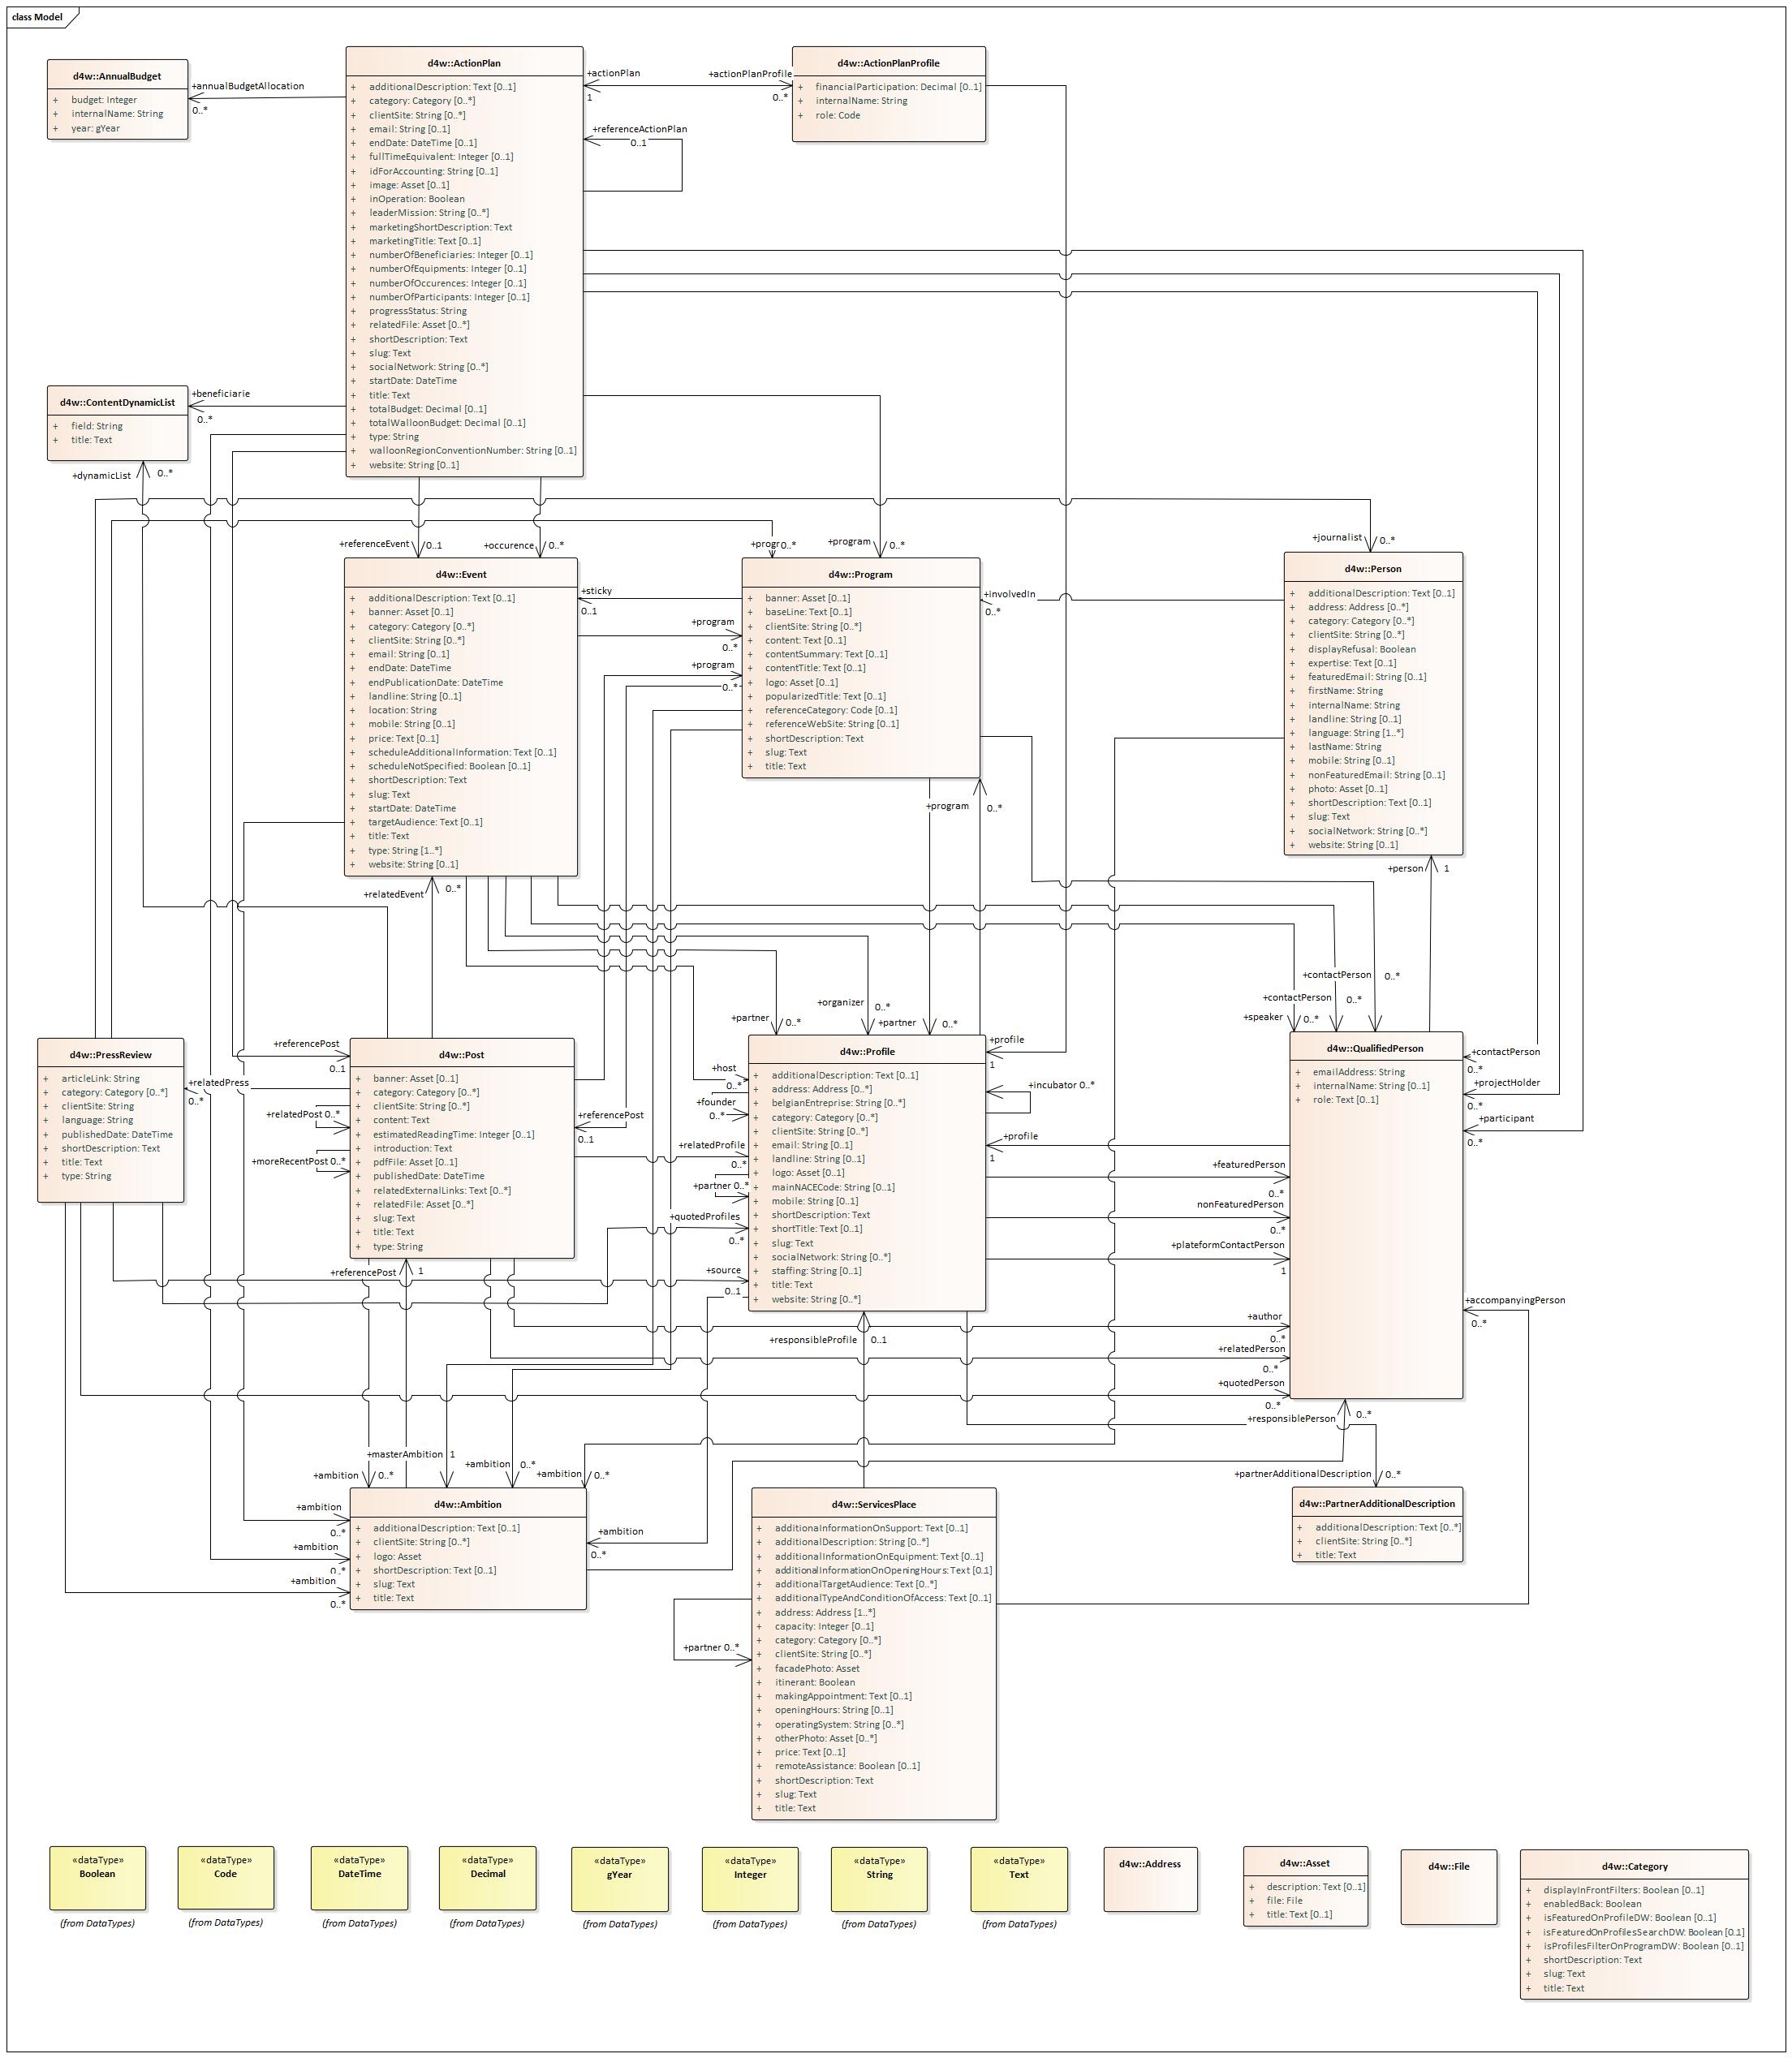 class Model
d4w::AnnualBudget
+ budget: Integer
+ internalName: String
+ year: gYear
+annualBudgetAllocation
0..*
d4w::ActionPlan
+ additionalDescription: Text [0..1]
+ category: Category [0..*]
+ clientSite: String [0..*]
+ email: String [0..1]
+ endDate: DateTime [0..1]
+ fullTimeEquivalent: Integer [0..1]
+ idForAccounting: String [0..1]
+ image: Asset [0..1]
+ inOperation: Boolean
+ leaderMission: String [0..*]
+ marketingShortDescription: Text
+ marketingTitle: Text [0..1]
+ numberOfBeneficiaries: Integer [0..1]
+ numberOfEquipments: Integer [0..1]
+ numberOfOccurences: Integer [0..1]
+ numberOfParticipants: Integer [0..1]
+ progressStatus: String
+ relatedFile: Asset [0..*]
+ shortDescription: Text
+ slug: Text
+ socialNetwork: String [0..*]
+ startDate: DateTime
+ title: Text
+ totalBudget: Decimal [0..1]
+ totalWalloonBudget: Decimal [0..1]
+ type: String
+ walloonRegionConventionNumber: String [0..1]
+ website: String [0..1]
+actionPlan
1
+actionPlanProfile
0..*
+referenceActionPlan
0..1
d4w::ActionPlanProfile
+ financialParticipation: Decimal [0..1]
+ internalName: String
+ role: Code
d4w::ContentDynamicList
+ field: String
+ title: Text
+beneficiarie
0..*
+dynamicList
0..*
+referenceEvent
0..1
+occurence
0..*
+progr
0..*
+program
0..*
+journalist
0..*
d4w::Event
+ additionalDescription: Text [0..1]
+ banner: Asset [0..1]
+ category: Category [0..*]
+ clientSite: String [0..*]
+ email: String [0..1]
+ endDate: DateTime
+ endPublicationDate: DateTime
+ landline: String [0..1]
+ location: String
+ mobile: String [0..1]
+ price: Text [0..1]
+ scheduleAdditionalInformation: Text [0..1]
+ scheduleNotSpecified: Boolean [0..1]
+ shortDescription: Text
+ slug: Text
+ startDate: DateTime
+ targetAudience: Text [0..1]
+ title: Text
+ type: String [1..*]
+ website: String [0..1]
+sticky
0..1
+program
0..*
+program
0..*
d4w::Program
+ banner: Asset [0..1]
+ baseLine: Text [0..1]
+ clientSite: String [0..*]
+ content: Text [0..1]
+ contentSummary: Text [0..1]
+ contentTitle: Text [0..1]
+ logo: Asset [0..1]
+ popularizedTitle: Text [0..1]
+ referenceCategory: Code [0..1]
+ referenceWebSite: String [0..1]
+ shortDescription: Text
+ slug: Text
+ title: Text
+involvedIn
0..*
+program
0..*
d4w::Person
+ additionalDescription: Text [0..1]
+ address: Address [0..*]
+ category: Category [0..*]
+ clientSite: String [0..*]
+ displayRefusal: Boolean
+ expertise: Text [0..1]
+ featuredEmail: String [0..1]
+ firstName: String
+ internalName: String
+ landline: String [0..1]
+ language: String [1..*]
+ lastName: String
+ mobile: String [0..1]
+ nonFeaturedEmail: String [0..1]
+ photo: Asset [0..1]
+ shortDescription: Text [0..1]
+ slug: Text
+ socialNetwork: String [0..*]
+ website: String [0..1]
+person
1
+relatedEvent
0..*
+contactPerson
0..*
+contactPerson
0..*
+speaker
0..*
+partner
0..*
+organizer
0..*
+partner
0..*
d4w::PressReview
+ articleLink: String
+ category: Category [0..*]
+ clientSite: String
+ language: String
+ publishedDate: DateTime
+ shortDescription: Text
+ title: Text
+ type: String
+relatedPress
0..*
+referencePost
0..1
+relatedPost 0..*
+moreRecentPost 0..*
d4w::Post
+ banner: Asset [0..1]
+ category: Category [0..*]
+ clientSite: String [0..*]
+ content: Text
+ estimatedReadingTime: Integer [0..1]
+ introduction: Text
+ pdfFile: Asset [0..1]
+ publishedDate: DateTime
+ relatedExternalLinks: Text [0..*]
+ relatedFile: Asset [0..*]
+ slug: Text
+ title: Text
+ type: String
+referencePost
0..1
+host
0..*
+founder
0..*
+relatedProfile
0..*
+partner 0..*
+quotedProfiles
0..*
+source
0..1
d4w::Profile
+ additionalDescription: Text [0..1]
+ address: Address [0..*]
+ belgianEntreprise: String [0..*]
+ category: Category [0..*]
+ clientSite: String [0..*]
+ email: String [0..1]
+ landline: String [0..1]
+ logo: Asset [0..1]
+ mainNACECode: String [0..1]
+ mobile: String [0..1]
+ shortDescription: Text
+ shortTitle: Text [0..1]
+ slug: Text
+ socialNetwork: String [0..*]
+ staffing: String [0..1]
+ title: Text
+ website: String [0..*]
+profile
1
+incubator 0..*
+profile
1
+featuredPerson
0..*
nonFeaturedPerson
0..*
+plateformContactPerson
1
+author
0..*
+relatedPerson
0..*
+quotedPerson
0..*
d4w::QualifiedPerson
+ emailAddress: String
+ internalName: String [0..1]
+ role: Text [0..1]
+contactPerson
0..*
+projectHolder
0..*
+participant
0..*
+accompanyingPerson
0..*
+referencePost
1
+responsibleProfile
0..1
+responsiblePerson
0..*
+masterAmbition
1
+ambition
0..*
+ambition
0..*
+ambition
0..*
+ambition
0..*
+ambition
0..*
+ambition
0..*
+ambition
0..*
d4w::Ambition
+ additionalDescription: Text [0..1]
+ clientSite: String [0..*]
+ logo: Asset
+ shortDescription: Text [0..1]
+ slug: Text
+ title: Text
d4w::ServicesPlace
+ additionaInformationOnSupport: Text [0..1]
+ additionalDescription: String [0..*]
+ additionalInformationOnEquipment: Text [0..1]
+ additionalInformationOnOpeningHours: Text [0..1]
+ additionalTargetAudience: Text [0..*]
+ additionalTypeAndConditionOfAccess: Text [0..1]
+ address: Address [1..*]
+ capacity: Integer [0..1]
+ category: Category [0..*]
+ clientSite: String [0..*]
+ facadePhoto: Asset
+ itinerant: Boolean
+ makingAppointment: Text [0..1]
+ openingHours: String [0..1]
+ operatingSystem: String [0..*]
+ otherPhoto: Asset [0..*]
+ price: Text [0..1]
+ remoteAssistance: Boolean [0..1]
+ shortDescription: Text
+ slug: Text
+ title: Text
+partner 0..*
+partnerAdditionalDescription
0..*
d4w::PartnerAdditionalDescription
+ additionalDescription: Text [0..*]
+ clientSite: String [0..*]
+ title: Text
«dataType»
Boolean
(from DataTypes)
«dataType»
Code
(from DataTypes)
«dataType»
DateTime
(from DataTypes)
«dataType»
Decimal
(from DataTypes)
«dataType»
gYear
(from DataTypes)
«dataType»
Integer
(from DataTypes)
«dataType»
String
(from DataTypes)
«dataType»
Text
(from DataTypes)
d4w::Address
d4w::Asset
+ description: Text [0..1]
+ file: File
+ title: Text [0..1]
d4w::File
d4w::Category
+ displayInFrontFilters: Boolean [0..1]
+ enabledBack: Boolean
+ isFeaturedOnProfileDW: Boolean [0..1]
+ isFeaturedOnProfilesSearchDW: Boolean [0..1]
+ isProfilesFilterOnProgramDW: Boolean [0..1]
+ shortDescription: Text
+ slug: Text
+ title: Text